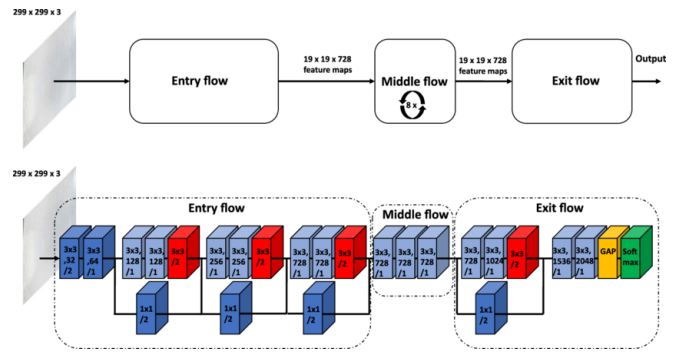 299 x 299 x 3
19 x 19 x 728
feature maps
19 x 19 x 728
feature maps
Output
Entry flow
Middle flow
8 x
Exit flow
299 x 299 x 3
Entry flow
Middle flow
Exit flow
3x3
,32
/2
3x3
,64
/1
3x3,
128
/1
3x3,
128
/1
3x3
/2
3x3,
256
/1
3x3,
256
/1
3x3
/2
3x3,
728
/1
3x3,
728
/1
3x3
/2
3x3,
728
/1
3x3,
728
/1
3x3,
728
/1
3x3,
728
/1
3x3,
1024
/1
3x3
/2
3x3,
1536
/1
3x3,
2048
/1
GAP
Soft
max
1x1
/2
1x1
/2
1x1
/2
1x1
/2